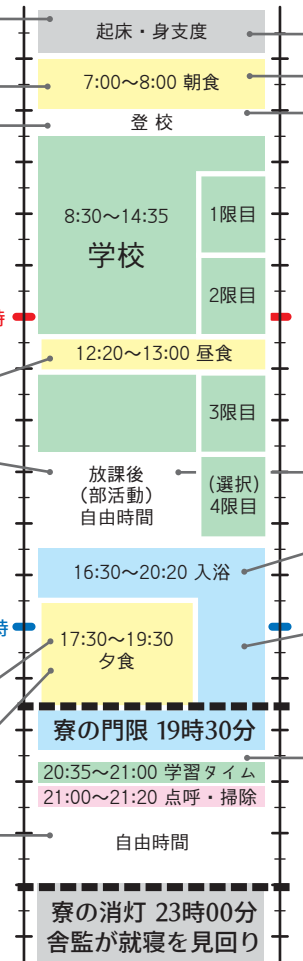 起床・身支度
7:00〜8:00 朝食
登 校
8:30〜14:35
学校
1限目
2限目
時
12:20〜13:00 昼食
3限目
放課後
(部活動)
自由時間
(選択)
4限目
16:30〜20:20 入浴
時
17:30〜19:30
夕食
寮の門限 19時30分
20:35〜21:00 学習タイム
21:00〜21:20 点呼・掃除
自由時間
寮の消灯 23時00分
舎監が就寝を見回り